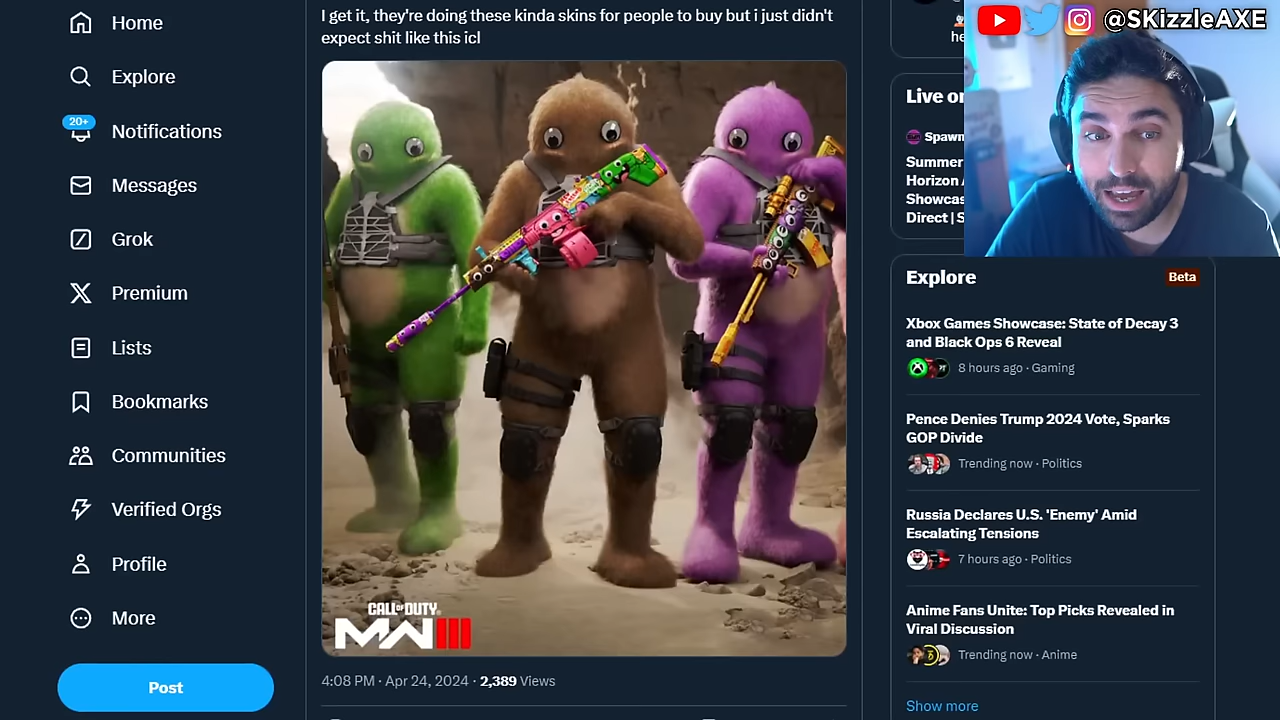 Home
Explore
20+
Notifications
Messages
Grok
Premium
Lists
Bookmarks
Communities
Verified Orgs
Profile
More
Post
I get it, they're doing these kinda skins for people to buy but i just didn't
expect shit like this icl
CALL OF DUTY
MWIII
4:08 PM · Apr 24, 2024 · 2,389 Views
@SKizzleAXE
he
Live on
Spawn
Summer
Horizon
Showcas
Direct | S
Explore
Beta
Xbox Games Showcase: State of Decay 3
and Black Ops 6 Reveal
8 hours ago · Gaming
Pence Denies Trump 2024 Vote, Sparks
GOP Divide
Trending now · Politics
Russia Declares U.S. 'Enemy' Amid
Escalating Tensions
7 hours ago · Politics
Anime Fans Unite: Top Picks Revealed in
Viral Discussion
Trending now · Anime
Show more